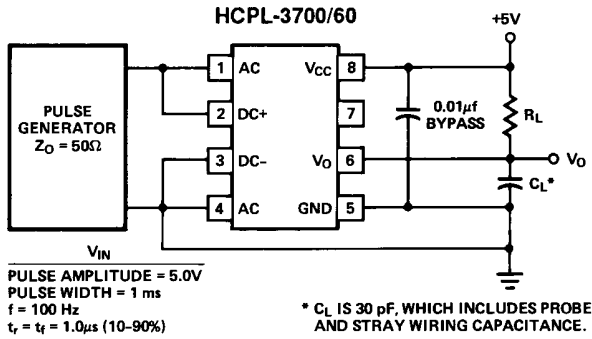 HCPL-3700/60
+5V
PULSE
GENERATOR
ZO = 50Ω
1 AC
2 DC+
3 DC–
4 AC
VCC 8
7
VO 6
GND 5
0.01μf
BYPASS
RL
VO
CL*
VIN
PULSE AMPLITUDE = 5.0V
PULSE WIDTH = 1 ms
f = 100 Hz
tr = tf = 1.0μs (10-90%)
* CL IS 30 pF, WHICH INCLUDES PROBE
AND STRAY WIRING CAPACITANCE.